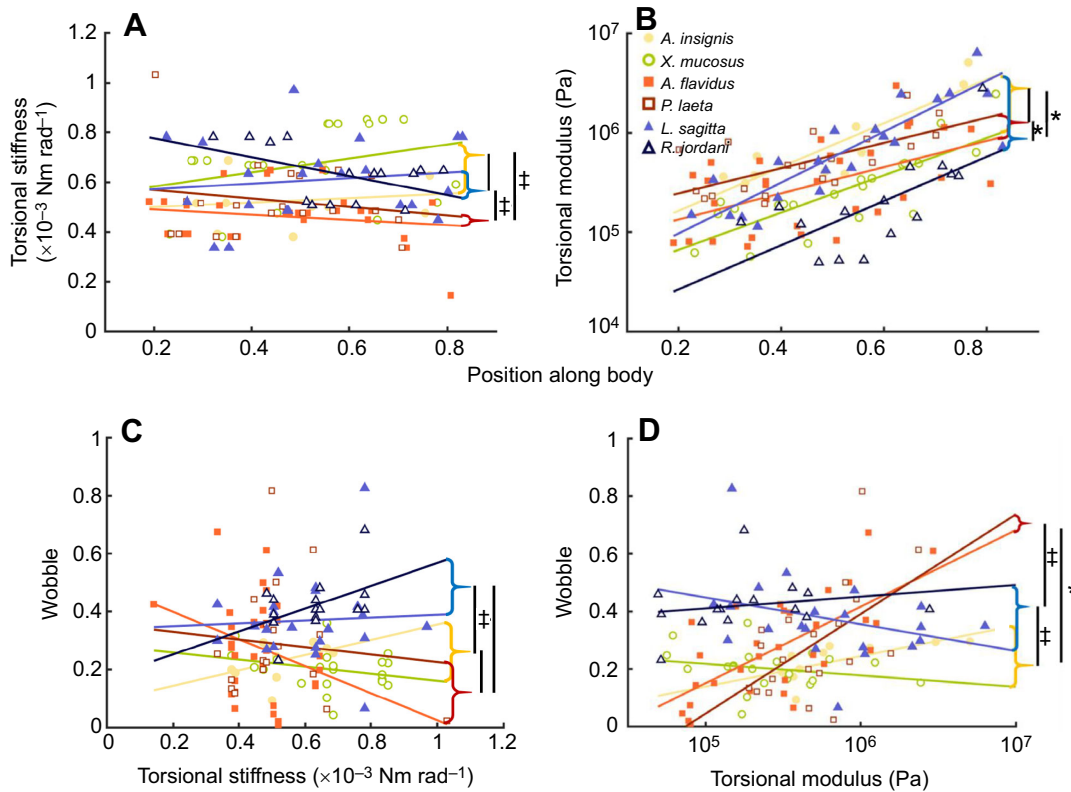 A
Torsional stiffness
(×10–3 Nm rad–1)
1.2
1
0.8
0.6
0.4
0.2
0
0.2
0.4
0.6
0.8
‡
‡
B
Torsional modulus (Pa)
107
106
105
104
0.2
0.4
0.6
0.8
A. insignis
X. mucosus
A. flavidus
P. laeta
L. sagitta
R. jordani
*
*
Position along body
C
Wobble
1
0.8
0.6
0.4
0.2
0
0
0.2
0.4
0.6
0.8
1
1.2
‡
Torsional stiffness (×10–3 Nm rad–1)
D
Wobble
1
0.8
0.6
0.4
0.2
0
105
106
107
‡
‡
Torsional modulus (Pa)